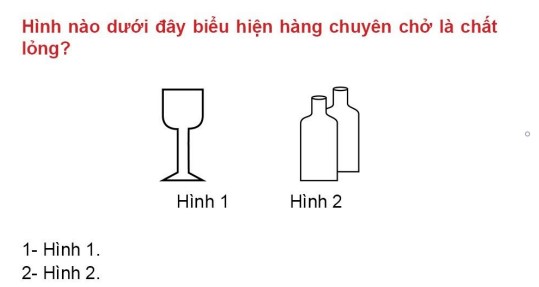 Hình nào dưới đây biểu hiện hàng chuyên chở là chất
lỏng?
Hình 1 Hình 2
1- Hình 1.
2- Hình 2.